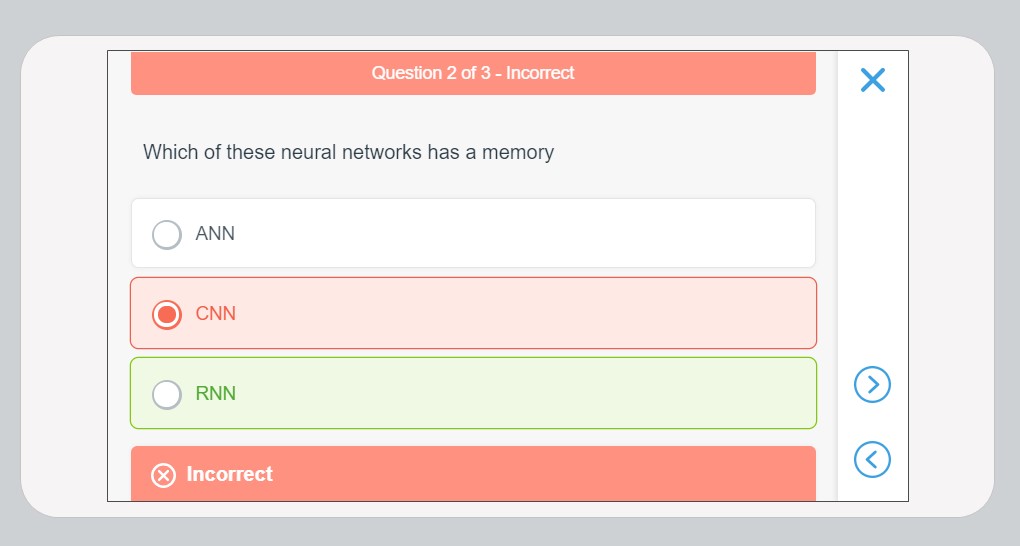 Question 2 of 3 - Incorrect
Which of these neural networks has a memory
ANN
CNN
RNN
Incorrect